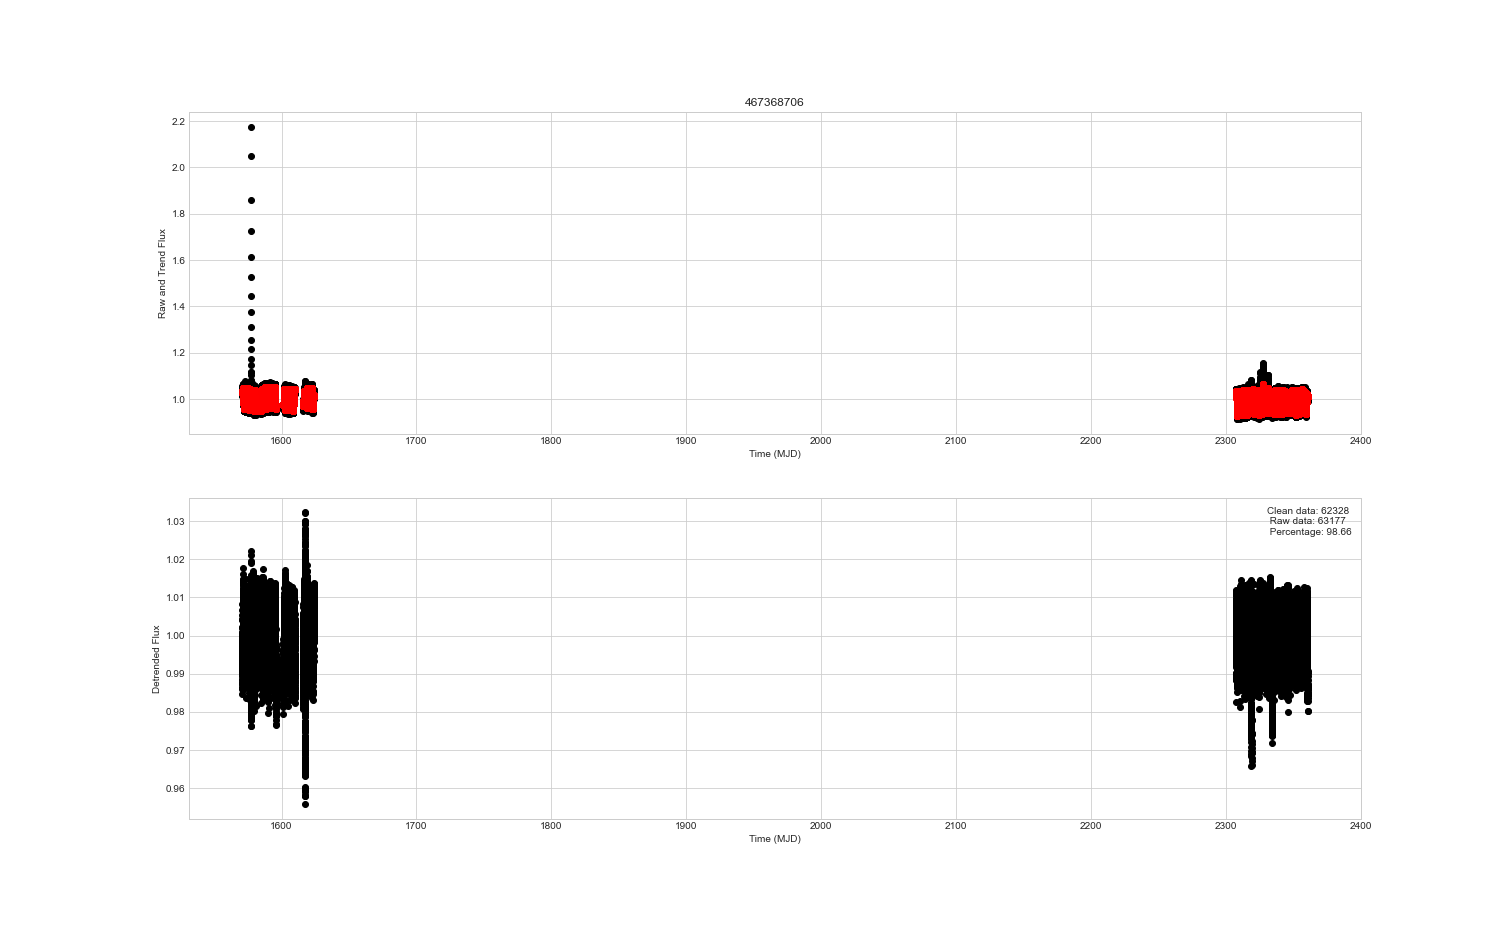 467368706
2.2
2.0
1.8
1.6
1.4
1.2
1.0
Raw and Trend Flux
1600 1700 1800 1900 2000 2100 2200 2300 2400
Time (MJD)
Clean data: 62328
Raw data: 63177
Percentage: 98.66
1.03
1.02
1.01
1.00
0.99
0.98
0.97
0.96
Detrended Flux
1600 1700 1800 1900 2000 2100 2200 2300 2400
Time (MJD)